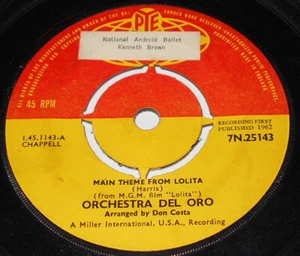 PYE
National Android Ballet
Kenneth Brown
45 RPM
I.45.1143-A
CHAPPELL
RECORDING FIRST
PUBLISHED 1962
7N.25143
MAIN THEME FROM LOLITA
(Harris)
(from M.G.M. film "Lolita")
ORCHESTRA DEL ORO
Arranged by Don Costa
A Miller International, U.S.A., Recording